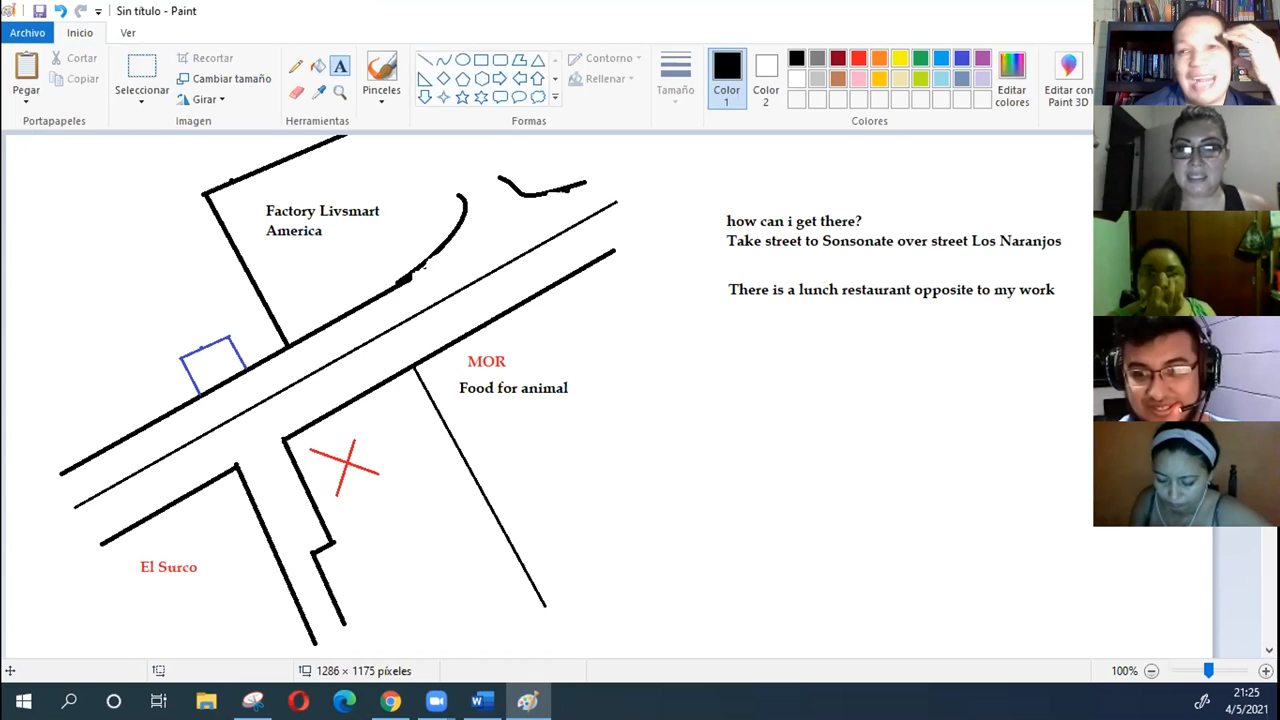 Sin título - Paint
Archivo
Inicio
Ver
Pegar
Cortar
Copiar
Portapapeles
Seleccionar
Recortar
Cambiar tamaño
Girar
Imagen
A
Herramientas
Pinceles
Contorno
Rellenar
Formas
Tamaño
Color
1
Color
2
Editar
colores
Editar con
Paint 3D
Colores
Factory Livsmart
America
how can i get there?
Take street to Sonsonate over street Los Naranjos
There is a lunch restaurant opposite to my work
MOR
Food for animal
El Surco
1286 × 1175 píxeles
100%
21:25
4/5/2021